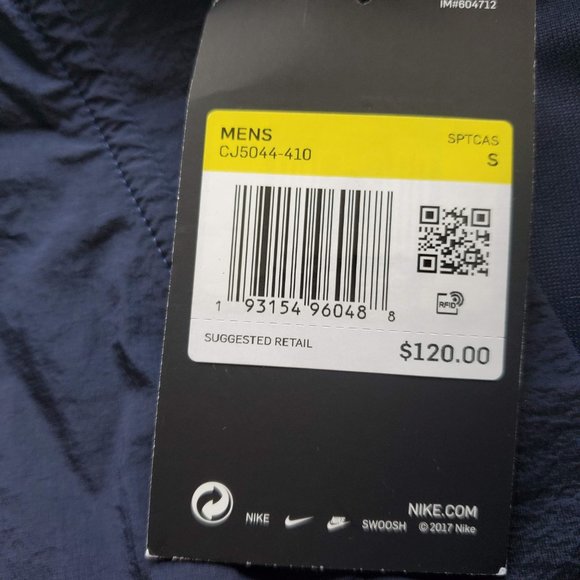 IM#604712
MENS SPTCAS
CJ5044-410 S
1 93154 96048 8
RFID
SUGGESTED RETAIL $120.00
NIKE.COM
NIKE SWOOSH © 2017 Nike